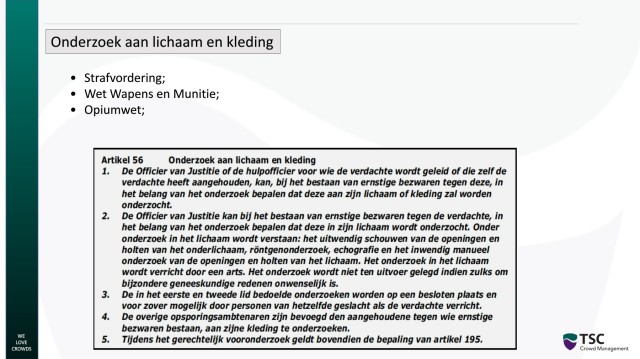 Onderzoek aan lichaam en kleding
• Strafvordering;
• Wet Wapens en Munitie;
• Opiumwet;
Artikel 56 Onderzoek aan lichaam en kleding
1. De Officier van Justitie of de hulpofficier voor wie de verdachte wordt geleid of die zelf de
verdachte heeft aangehouden, kan, bij het bestaan van ernstige bezwaren tegen deze, in
het belang van het onderzoek bepalen dat deze aan zijn lichaam of kleding zal worden
onderzocht.
2. De Officier van Justitie kan bij het bestaan van ernstige bezwaren tegen de verdachte, in
het belang van het onderzoek bepalen dat deze in zijn lichaam wordt onderzocht. Onder
onderzoek in het lichaam wordt verstaan: het uitwendig schouwen van de openingen en
holten van het onderlichaam, röntgenonderzoek, echografie en het inwendig manueel
onderzoek van de openingen en holten van het lichaam. Het onderzoek in het lichaam
wordt verricht door een arts. Het onderzoek wordt niet ten uitvoer gelegd indien zulks om
bijzondere geneeskundige redenen onwenselijk is.
3. De in het eerste en tweede lid bedoelde onderzoeken worden op een besloten plaats en
voor zover mogelijk door personen van hetzelfde geslacht als de verdachte verricht.
4. De overige opsporingsambtenaren zijn bevoegd den aangehoudene tegen wie ernstige
bezwaren bestaan, aan zijne kleding te onderzoeken.
5. Tijdens het gerechtelijk vooronderzoek geldt bovendien de bepaling van artikel 195.
WE
LOVE
CROWDS
TSC
Crowd Management